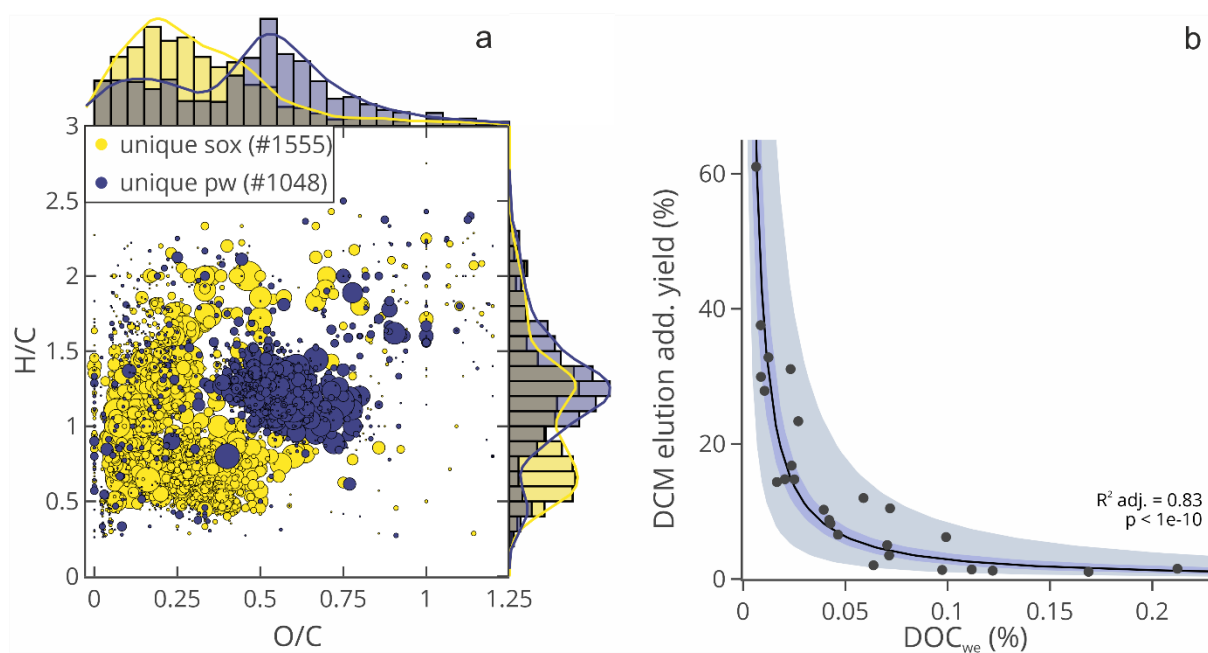 a
3
unique sox (#1555)
unique pw (#1048)
2.5
2
1.5
1
0.5
0
H/C
0
0.25
0.5
0.75
1
1.25
O/C
b
60
40
20
0
DCM elution add. yield (%)
R² adj. = 0.83
p < 1e-10
0
0.05
0.1
0.15
0.2
DOCwe (%)